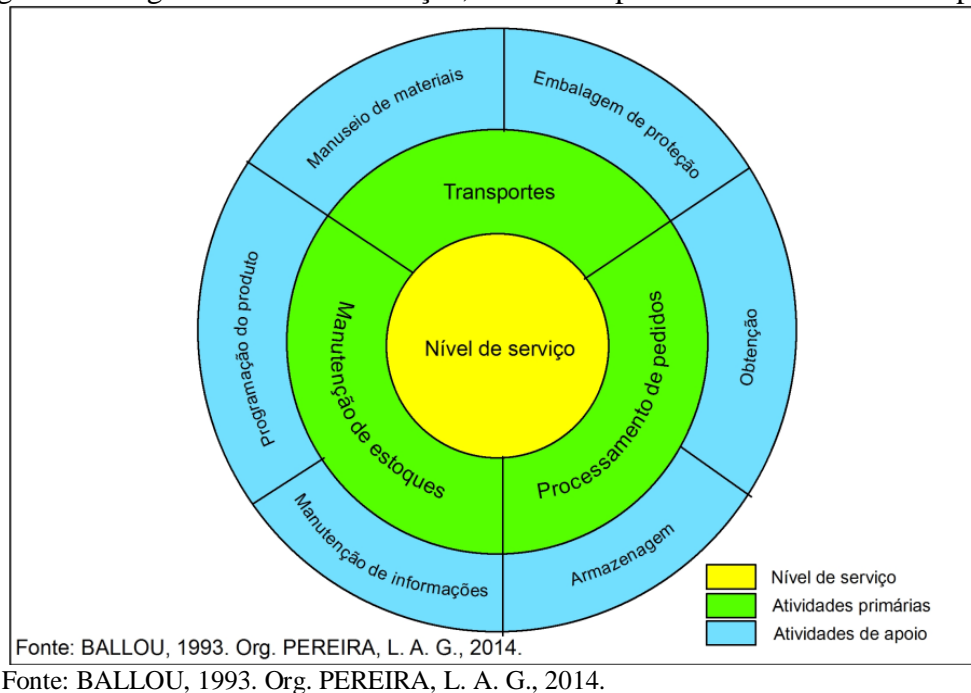 Manuseio de materiais
Embalagem de proteção
Transportes
Programação do produto
Manutenção de estoques
Nível de serviço
Processamento de pedidos
Obtenção
Manutenção de informações
Armazenagem
Nível de serviço
Atividades primárias
Atividades de apoio
Fonte: BALLOU, 1993. Org. PEREIRA, L. A. G., 2014.
Fonte: BALLOU, 1993. Org. PEREIRA, L. A. G., 2014.